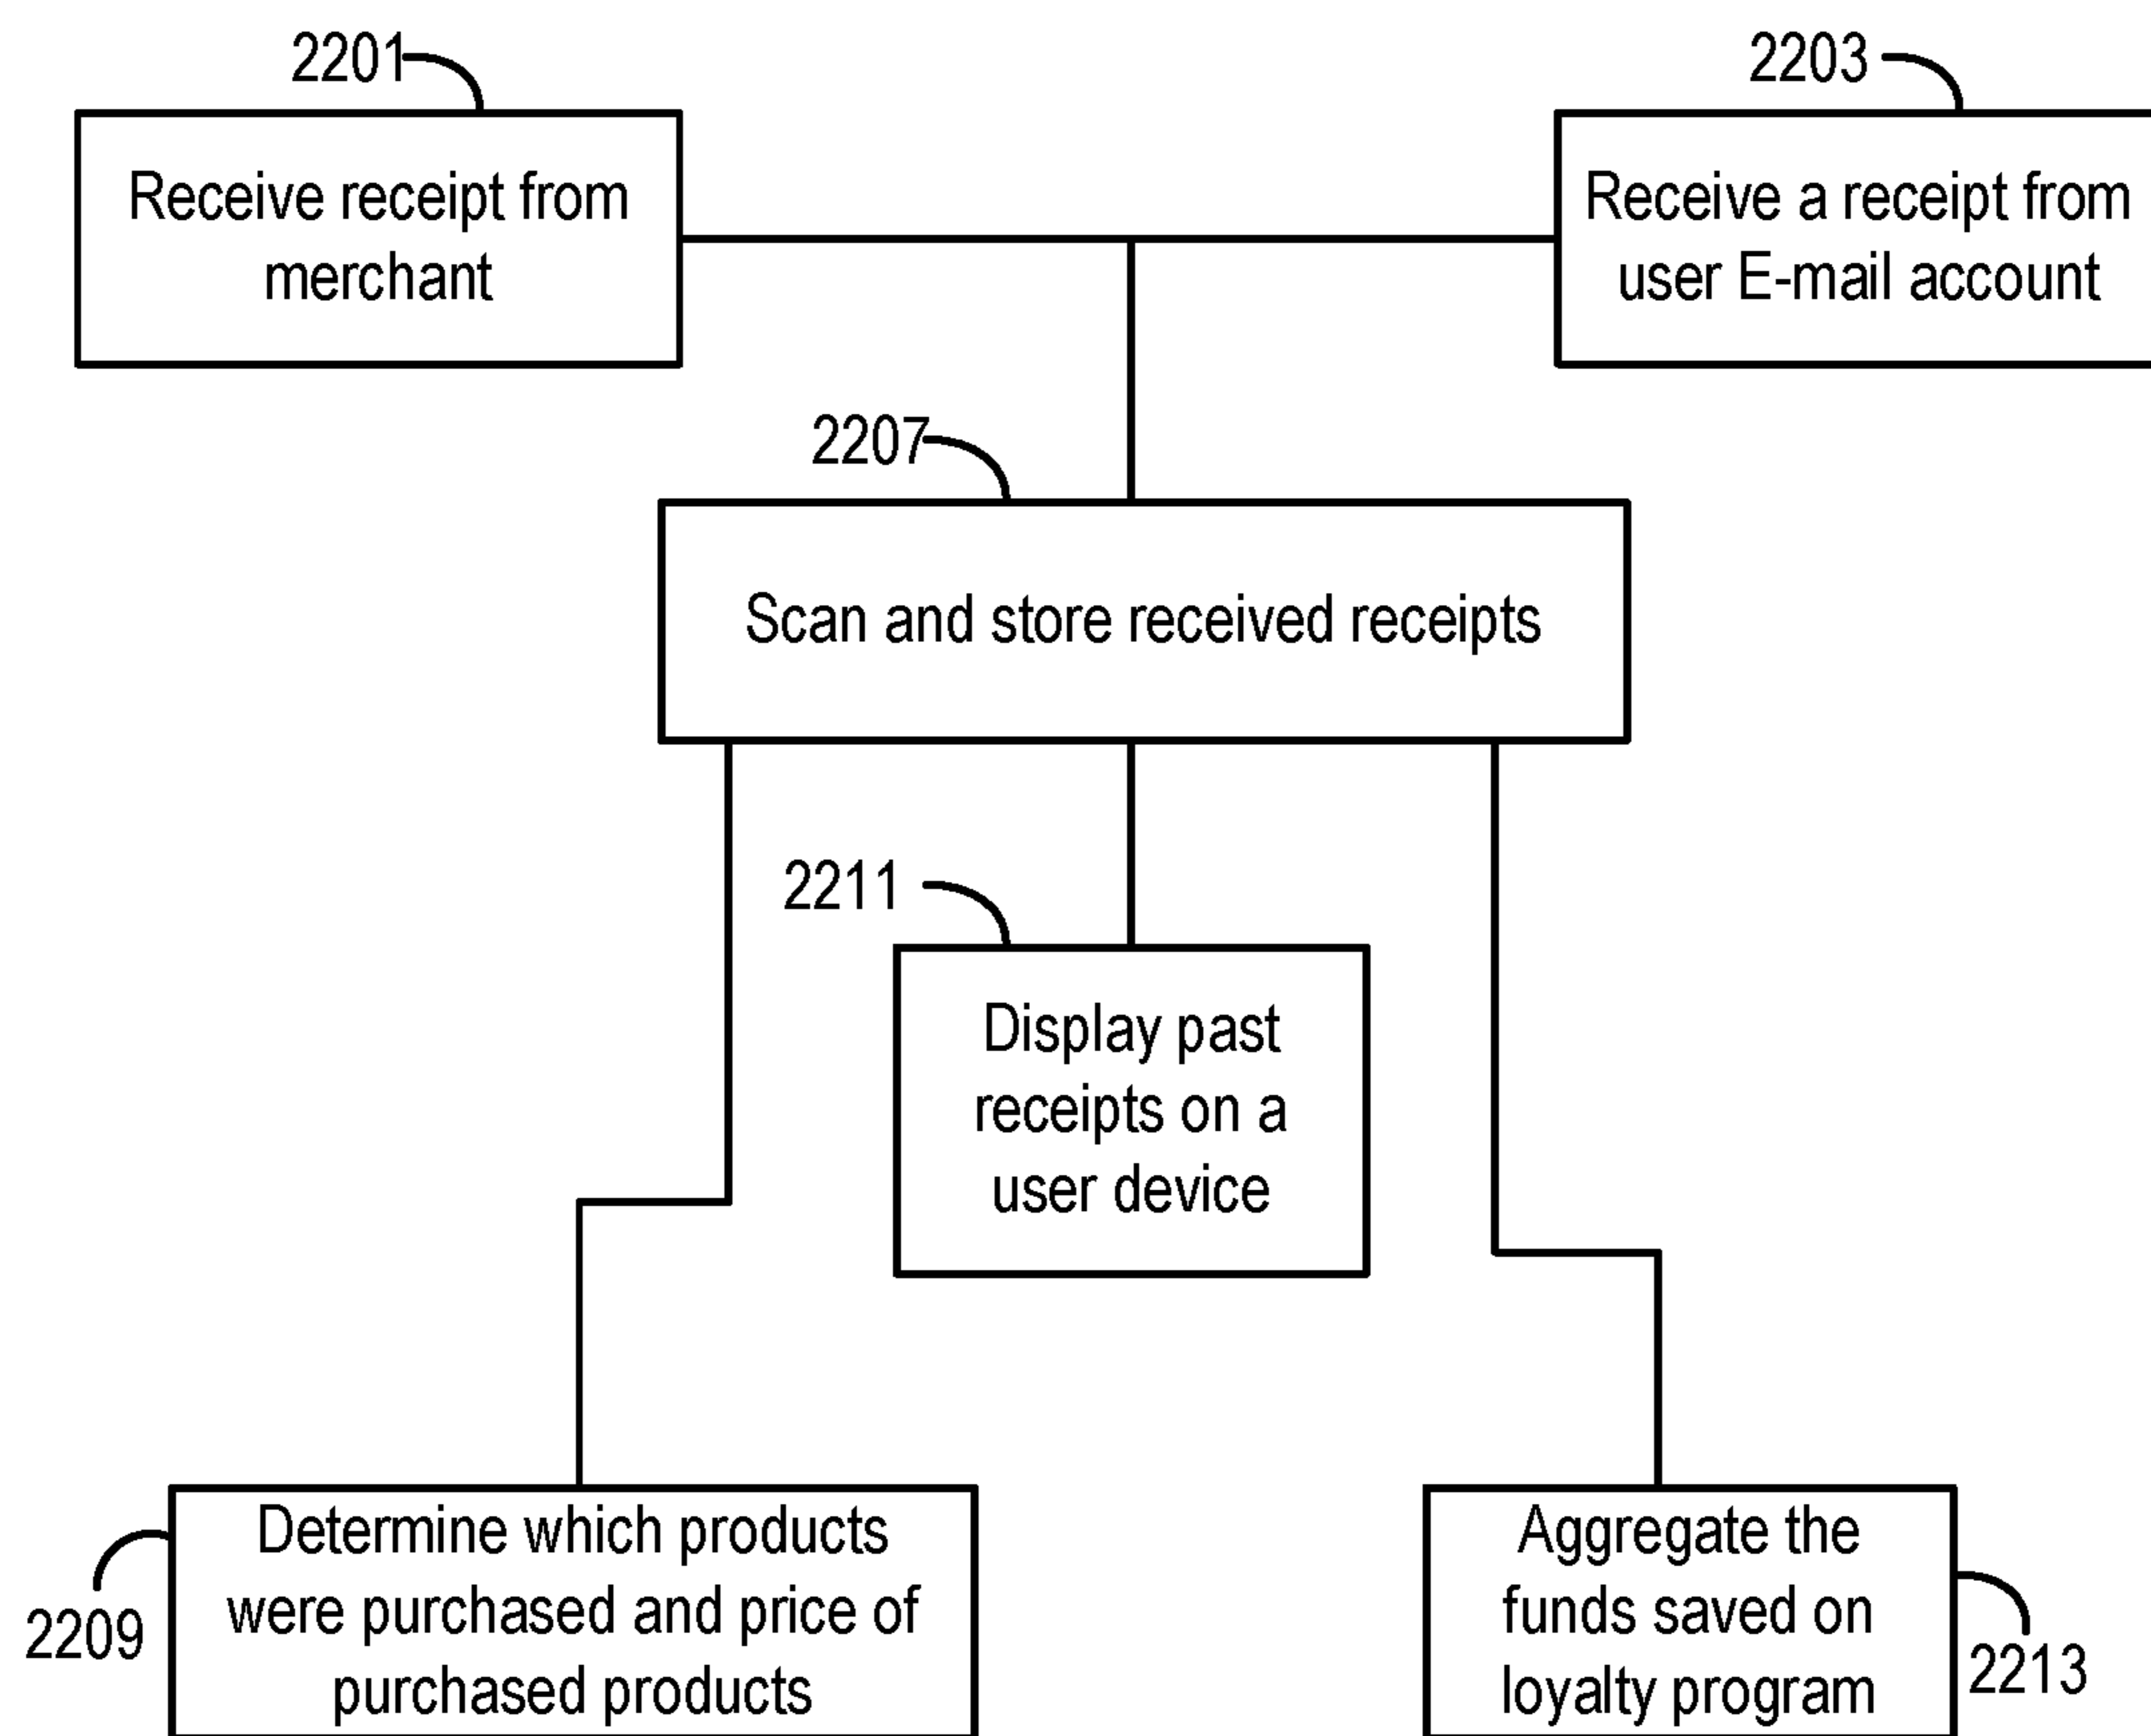 2201
2203
Receive receipt from
merchant
Receive a receipt from
user E-mail account
2207
Scan and store received receipts
2211
Display past
receipts on a
user device
Determine which products
were purchased and price of
purchased products
2209
Aggregate the
funds saved on
loyalty program
2213